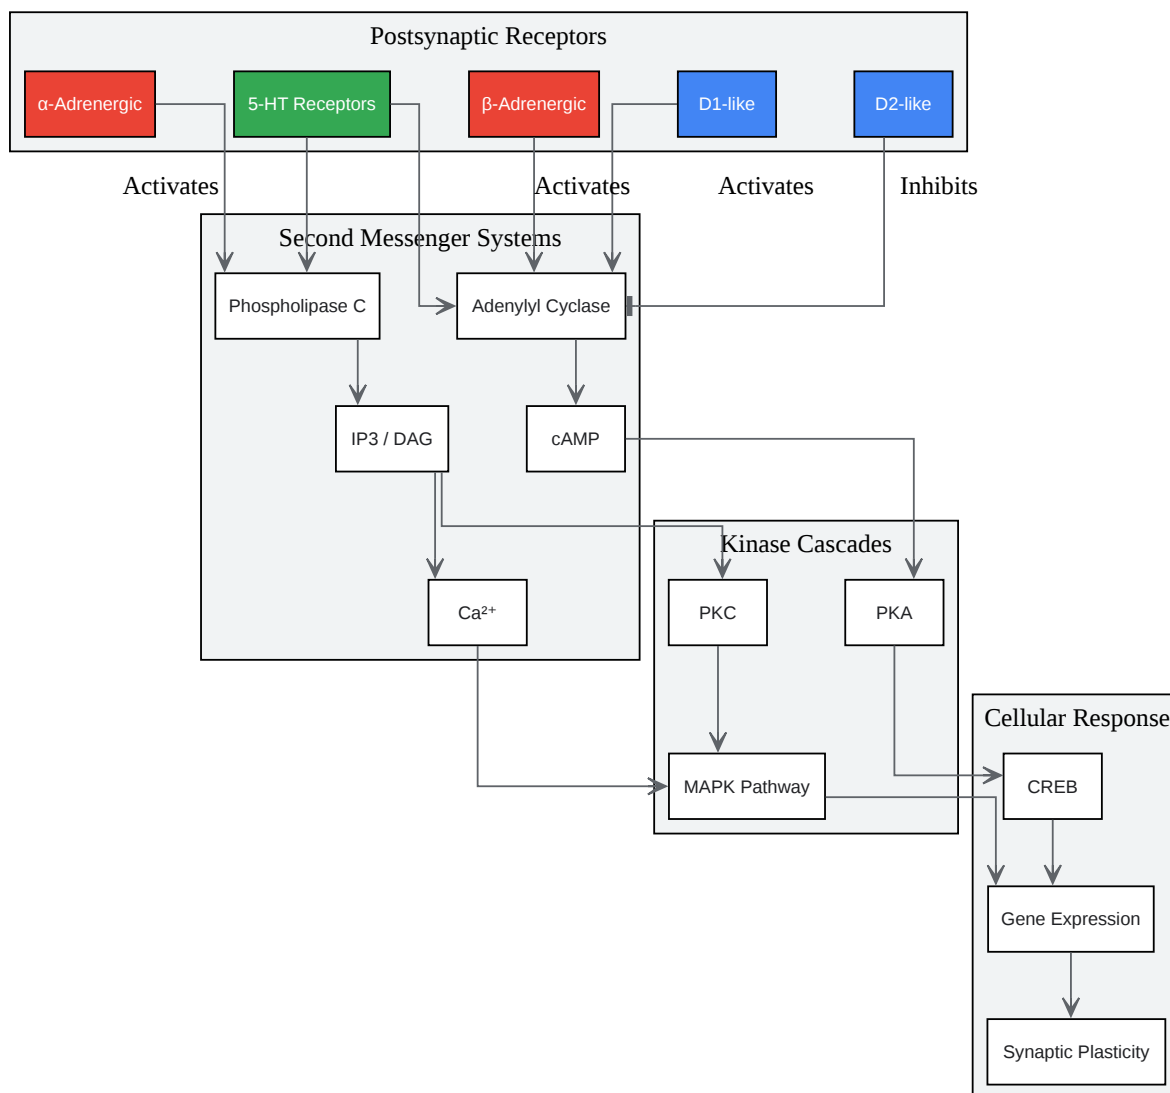 Postsynaptic Receptors
α-Adrenergic
5-HT Receptors
β-Adrenergic
D1-like
D2-like
Activates
Activates
Activates
Inhibits
Second Messenger Systems
Phospholipase C
Adenylyl Cyclase
IP3 / DAG
cAMP
Kinase Cascades
Ca²⁺
PKC
PKA
Cellular Response
MAPK Pathway
CREB
Gene Expression
Synaptic Plasticity